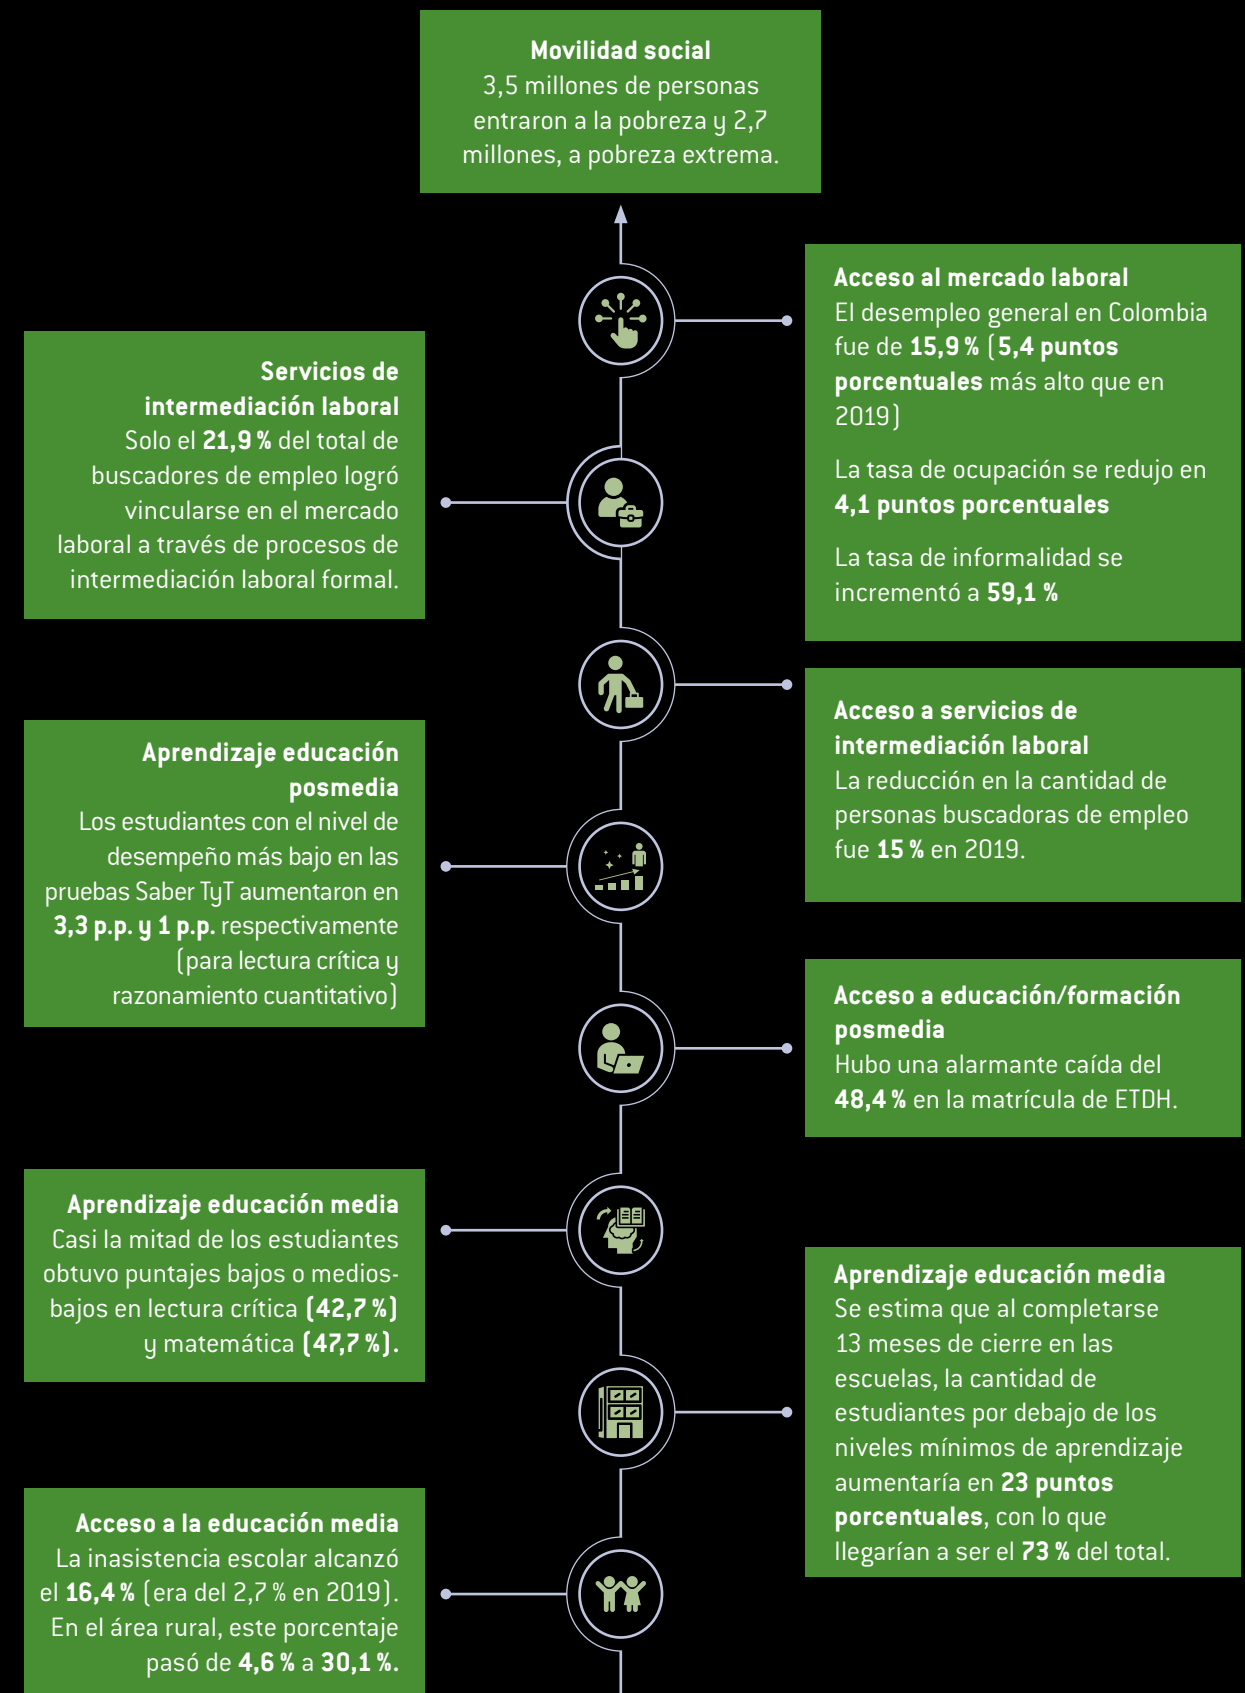 Movilidad social
3,5 millones de personas
entraron a la pobreza y 2,7
millones, a pobreza extrema.
Acceso al mercado laboral
El desempleo general en Colombia
fue de 15,9 % (5,4 puntos
porcentuales más alto que en
2019)
La tasa de ocupación se redujo en
4,1 puntos porcentuales
La tasa de informalidad se
incrementó a 59,1 %
Servicios de
intermediación laboral
Solo el 21,9 % del total de
buscadores de empleo logró
vincularse en el mercado
laboral a través de procesos de
intermediación laboral formal.
Acceso a servicios de
intermediación laboral
La reducción en la cantidad de
personas buscadoras de empleo
fue 15 % en 2019.
Aprendizaje educación
posmedia
Los estudiantes con el nivel de
desempeño más bajo en las
pruebas Saber TyT aumentaron en
3,3 p.p. y 1 p.p. respectivamente
(para lectura crítica y
razonamiento cuantitativo)
Acceso a educación/formación
posmedia
Hubo una alarmante caída del
48,4 % en la matrícula de ETDH.
Aprendizaje educación media
Casi la mitad de los estudiantes
obtuvo puntajes bajos o medios-
bajos en lectura crítica (42,7 %)
y matemática (47,7 %).
Aprendizaje educación media
Se estima que al completarse
13 meses de cierre en las
escuelas, la cantidad de
estudiantes por debajo de los
niveles mínimos de aprendizaje
aumentaría en 23 puntos
porcentuales, con lo que
llegarían a ser el 73 % del total.
Acceso a la educación media
La inasistencia escolar alcanzó
el 16,4 % (era del 2,7 % en 2019).
En el área rural, este porcentaje
pasó de 4,6 % a 30,1 %.